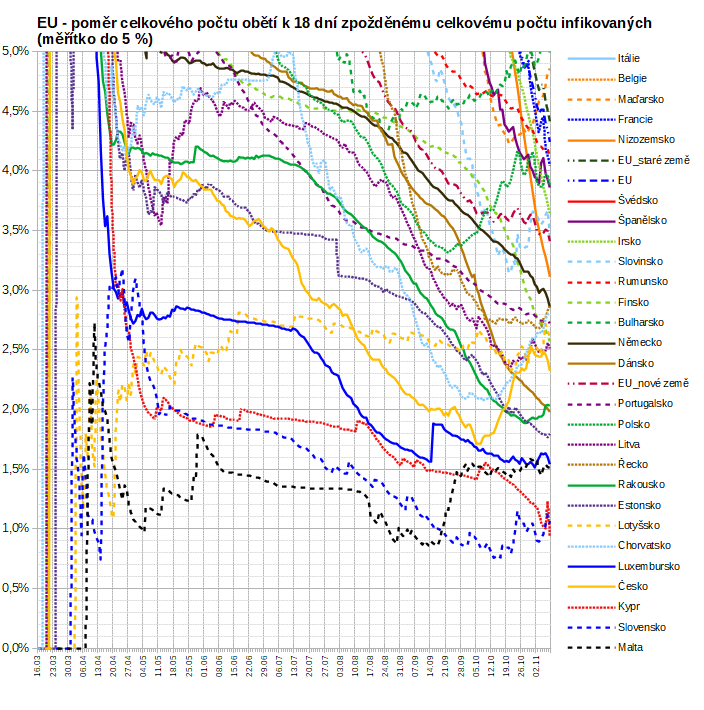 EU - poměr celkového počtu obětí k 18 dní zpožděnému celkovému počtu infikovaných
(měřítko do 5 %)
5,0%
4,5%
4,0%
3,5%
3,0%
2,5%
2,0%
1,5%
1,0%
0,5%
0,0%
16.03
23.03
30.03
06.04
13.04
20.04
27.04
04.05
11.05
18.05
25.05
01.06
08.06
15.06
22.06
29.06
06.07
13.07
20.07
27.07
03.08
10.08
17.08
24.08
31.08
07.09
14.09
21.09
28.09
05.10
12.10
19.10
26.10
02.11
Itálie
Belgie
Maďarsko
Francie
Nizozemsko
EU_staré země
EU
Švédsko
Španělsko
Irsko
Slovinsko
Rumunsko
Finsko
Bulharsko
Německo
Dánsko
EU_nové země
Portugalsko
Polsko
Litva
Řecko
Rakousko
Estonsko
Lotyšsko
Chorvatsko
Luxembursko
Česko
Kypr
Slovensko
Malta